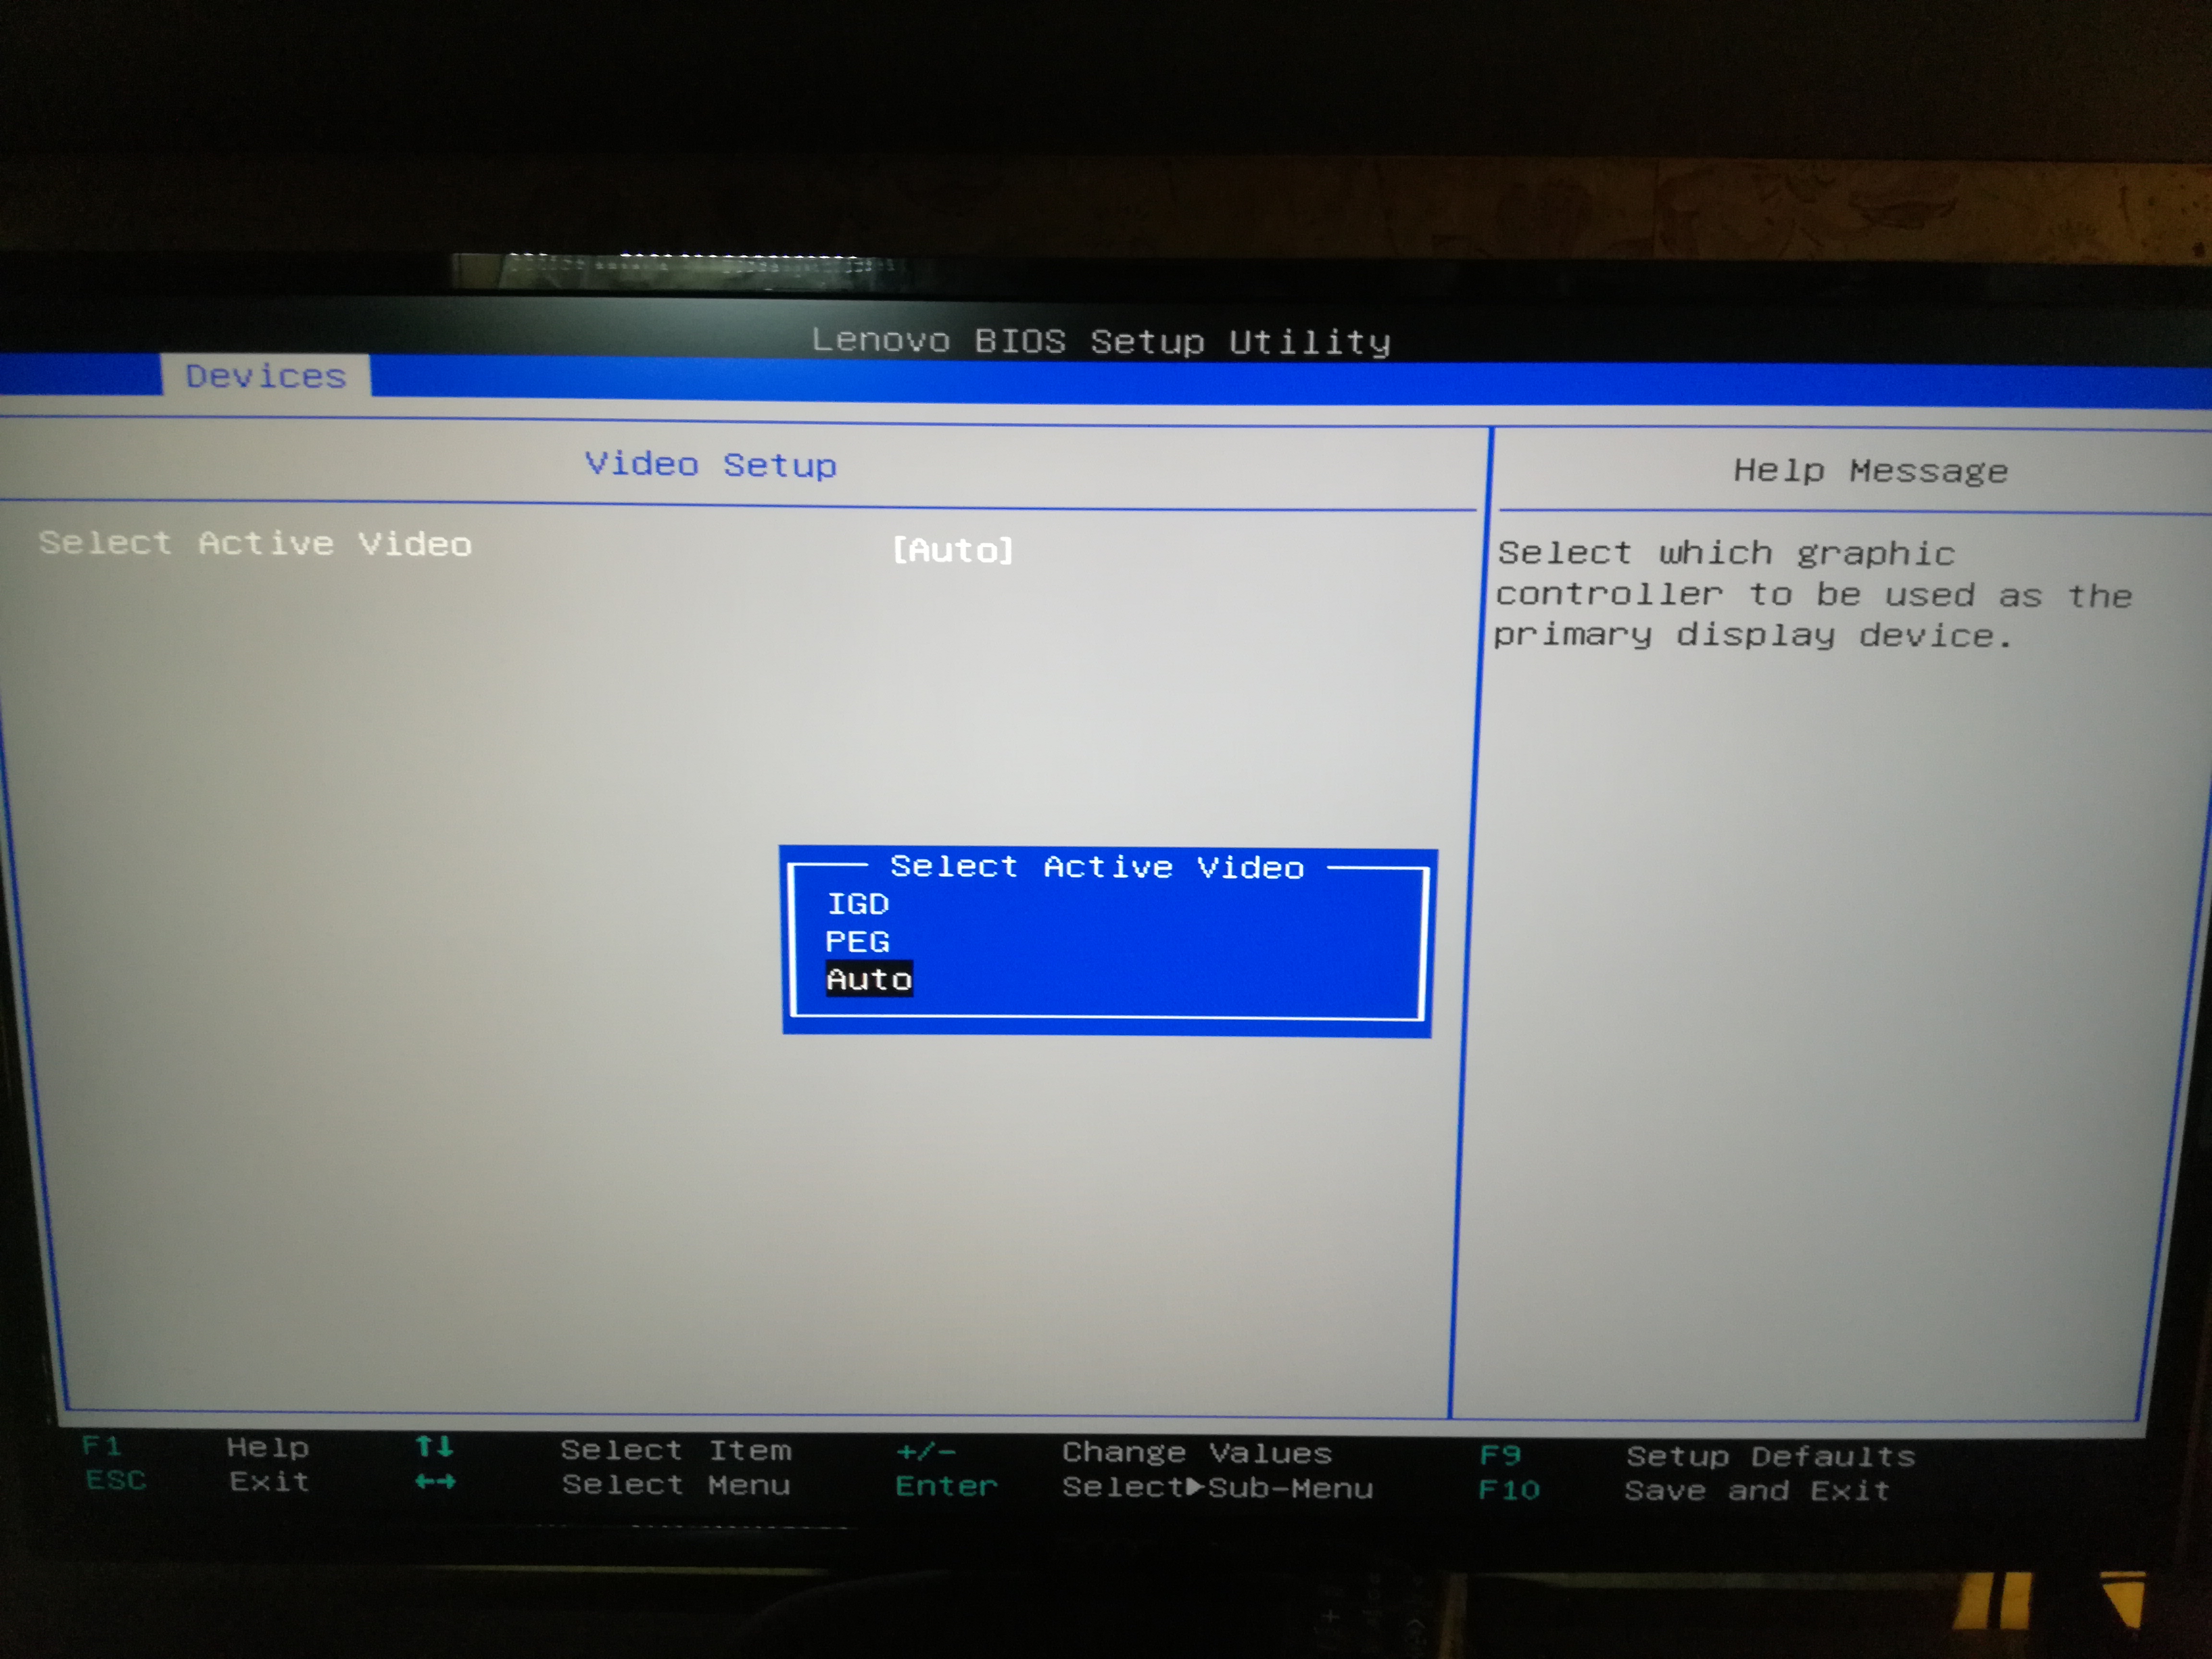 Lenovo BIOS Setup Utility
Devices
Video Setup
Help Message
Select Active Video [Auto]
Select which graphic
controller to be used as the
primary display device.
Select Active Video
IGD
PEG
Auto
F1 Help ↑↓ Select Item +/- Change Values F9 Setup Defaults
ESC Exit ←→ Select Menu Enter Select▶Sub-Menu F10 Save and Exit